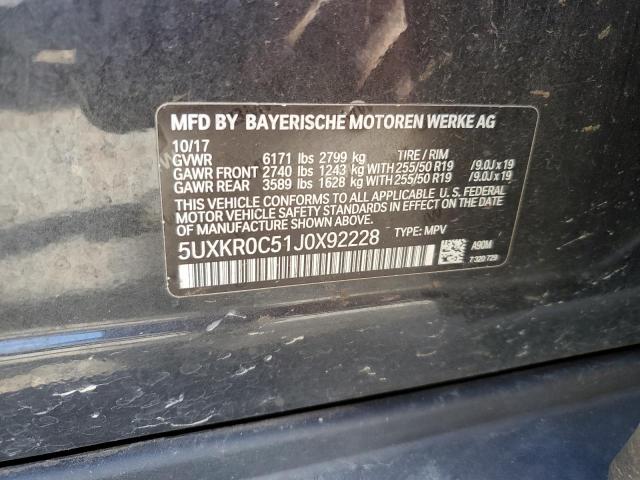 MFD BY BAYERISCHE MOTOREN WERKE AG
10/17
GVWR 6171 lbs 2799 kg TIRE / RIM
GAWR FRONT 2740 lbs 1243 kg WITH 255/50 R19 /9.0J x 19
GAWR REAR 3589 lbs 1628 kg WITH 255/50 R19 /9.0J x 19
THIS VEHICLE CONFORMS TO ALL APPLICABLE U. S. FEDERAL
MOTOR VEHICLE SAFETY STANDARDS IN EFFECT ON THE DATE
OF MANUFACTURE SHOWN ABOVE.
5UXKR0C51J0X92228 TYPE: MPV
A90M
7 320 729